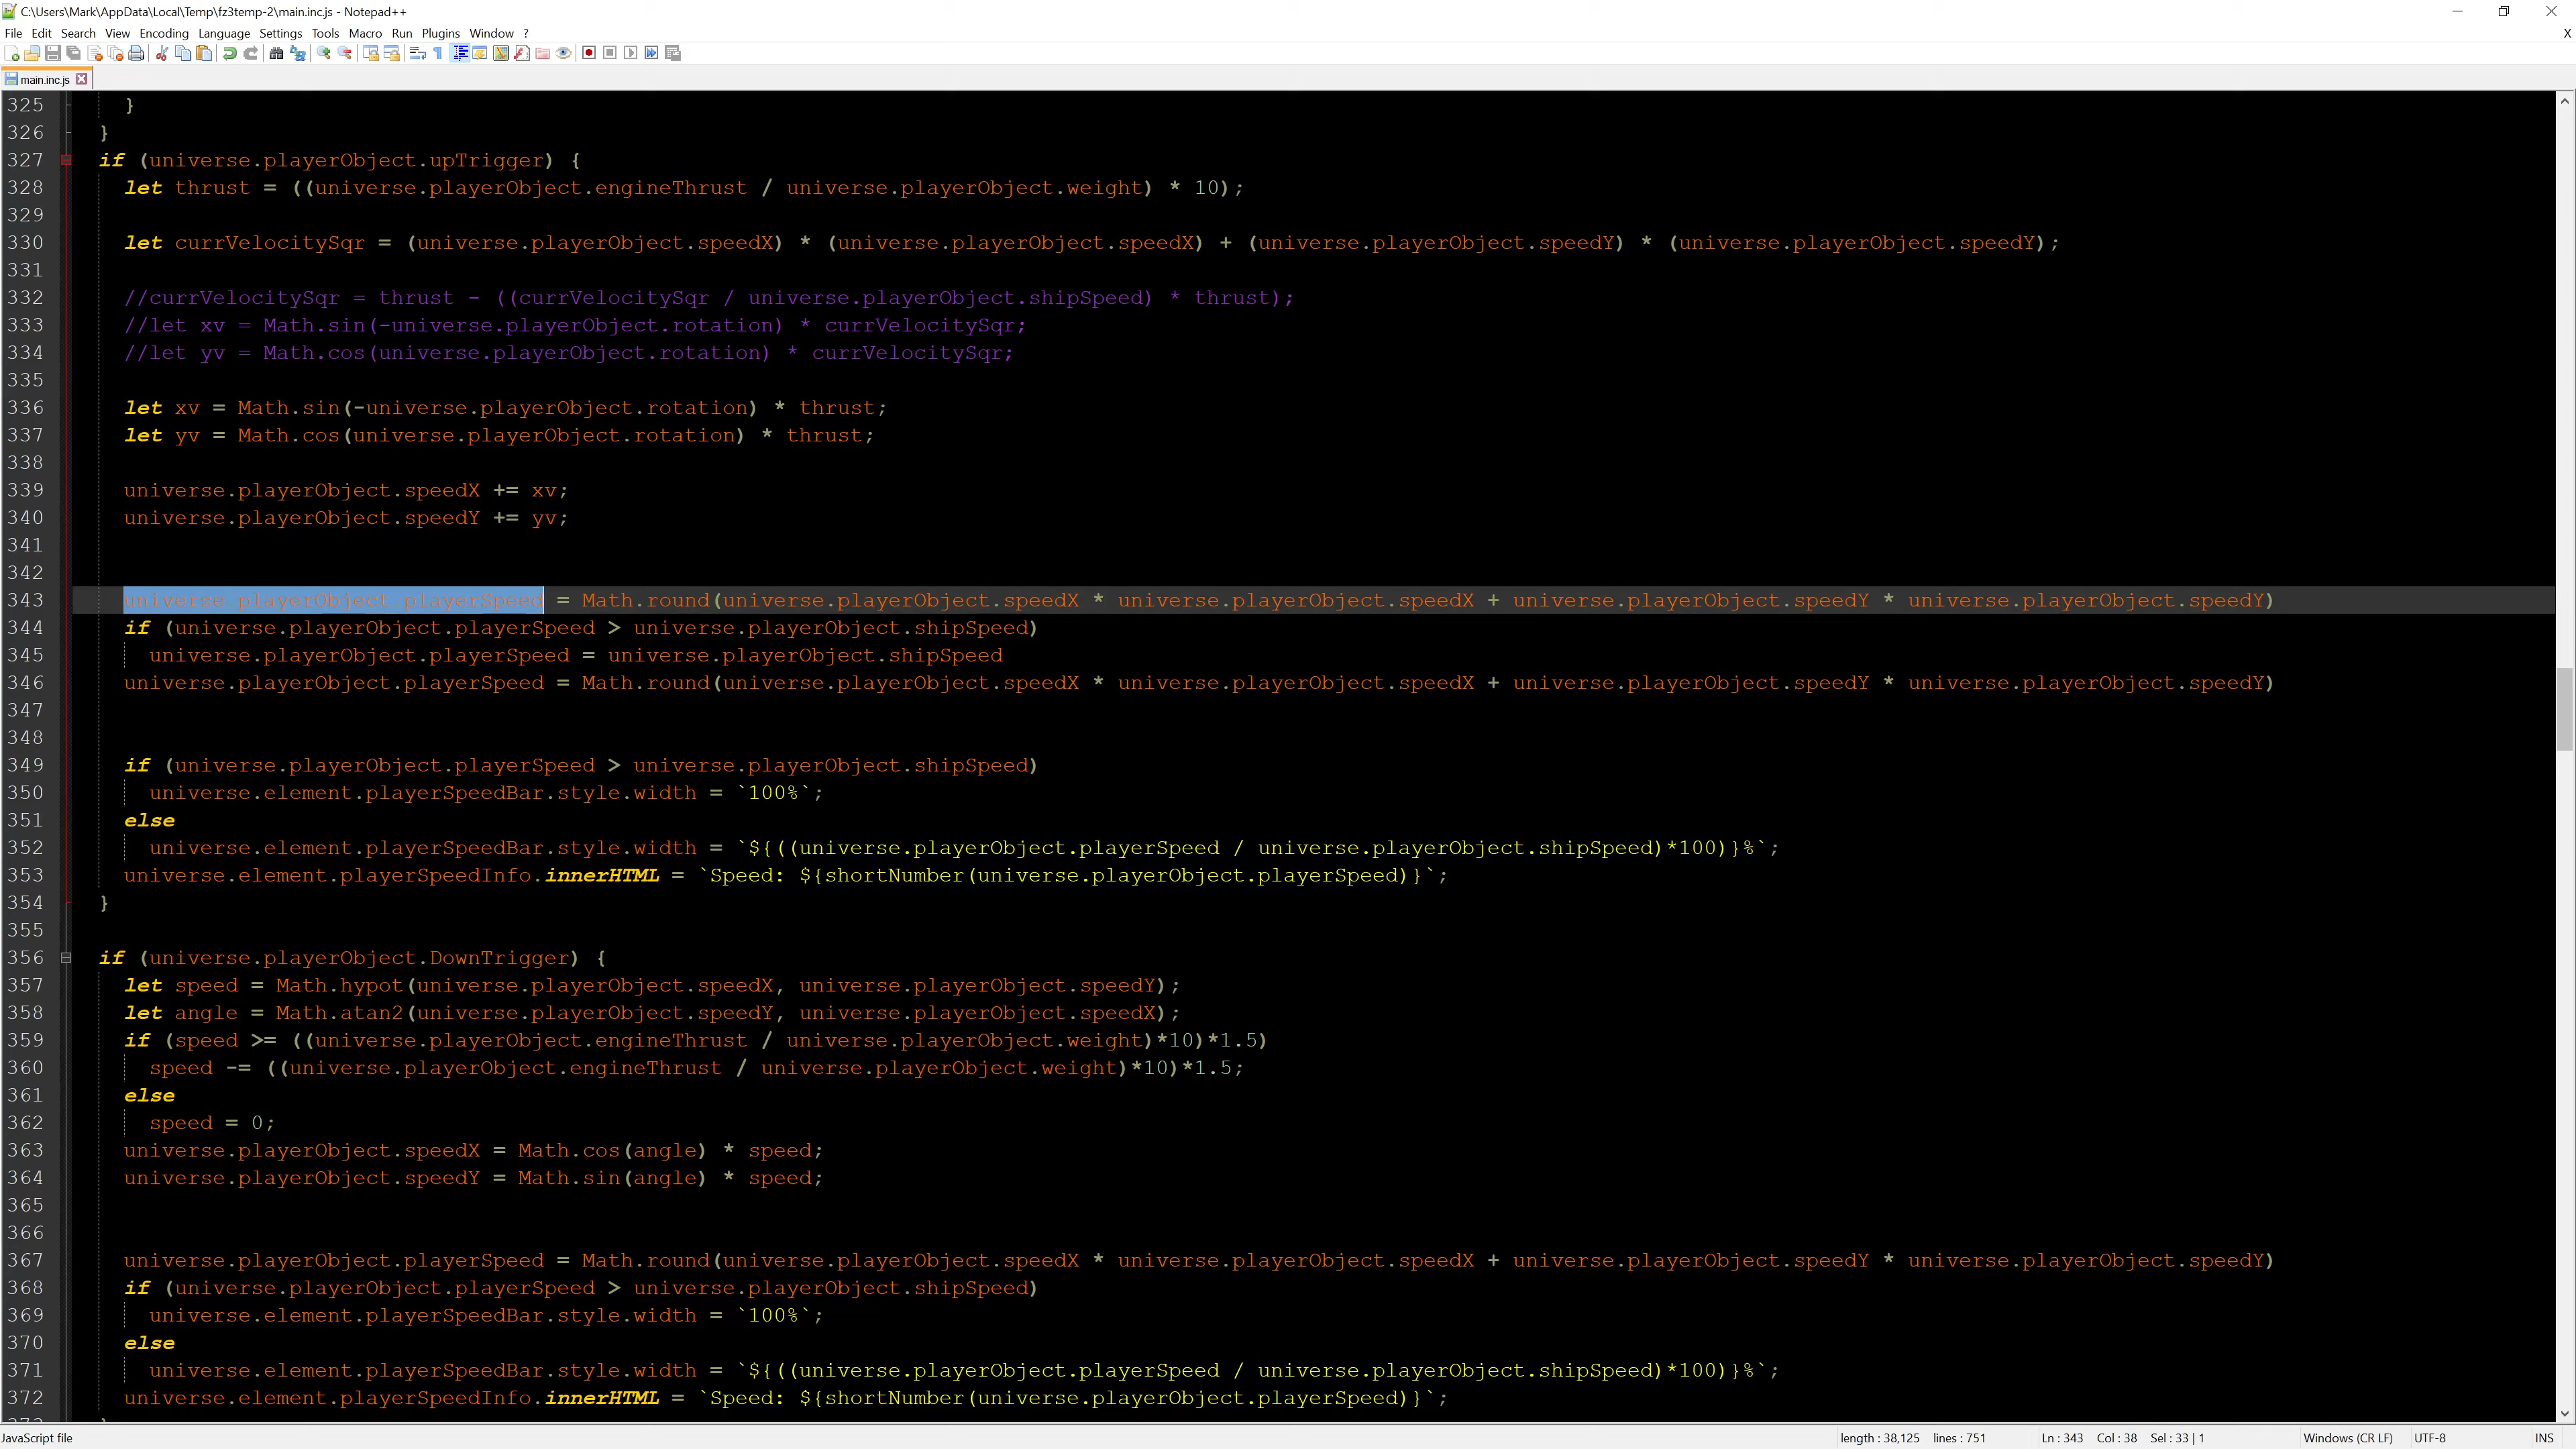 C:\Users\Mark\AppData\Local\Temp\fz3temp-2\main.inc.js - Notepad++
File Edit Search View Encoding Language Settings Tools Macro Run Plugins Window ? X
main.inc.js
325 }
326 }
327 if (universe.playerObject.upTrigger) {
328 let thrust = ((universe.playerObject.engineThrust / universe.playerObject.weight) * 10);
329
330 let currVelocitySqr = (universe.playerObject.speedX) * (universe.playerObject.speedX) + (universe.playerObject.speedY) * (universe.playerObject.speedY);
331
332 //currVelocitySqr = thrust - ((currVelocitySqr / universe.playerObject.shipSpeed) * thrust);
333 //let xv = Math.sin(-universe.playerObject.rotation) * currVelocitySqr;
334 //let yv = Math.cos(universe.playerObject.rotation) * currVelocitySqr;
335
336 let xv = Math.sin(-universe.playerObject.rotation) * thrust;
337 let yv = Math.cos(universe.playerObject.rotation) * thrust;
338
339 universe.playerObject.speedX += xv;
340 universe.playerObject.speedY += yv;
341
342
343 universe.playerObject.playerSpeed = Math.round(universe.playerObject.speedX * universe.playerObject.speedX + universe.playerObject.speedY * universe.playerObject.speedY)
344 if (universe.playerObject.playerSpeed > universe.playerObject.shipSpeed)
345 universe.playerObject.playerSpeed = universe.playerObject.shipSpeed
346 universe.playerObject.playerSpeed = Math.round(universe.playerObject.speedX * universe.playerObject.speedX + universe.playerObject.speedY * universe.playerObject.speedY)
347
348
349 if (universe.playerObject.playerSpeed > universe.playerObject.shipSpeed)
350 universe.element.playerSpeedBar.style.width = `100%`;
351 else
352 universe.element.playerSpeedBar.style.width = `${((universe.playerObject.playerSpeed / universe.playerObject.shipSpeed)*100)}%`;
353 universe.element.playerSpeedInfo.innerHTML = `Speed: ${shortNumber(universe.playerObject.playerSpeed)}`;
354 }
355
356 if (universe.playerObject.DownTrigger) {
357 let speed = Math.hypot(universe.playerObject.speedX, universe.playerObject.speedY);
358 let angle = Math.atan2(universe.playerObject.speedY, universe.playerObject.speedX);
359 if (speed >= ((universe.playerObject.engineThrust / universe.playerObject.weight)*10)*1.5)
360 speed -= ((universe.playerObject.engineThrust / universe.playerObject.weight)*10)*1.5;
361 else
362 speed = 0;
363 universe.playerObject.speedX = Math.cos(angle) * speed;
364 universe.playerObject.speedY = Math.sin(angle) * speed;
365
366
367 universe.playerObject.playerSpeed = Math.round(universe.playerObject.speedX * universe.playerObject.speedX + universe.playerObject.speedY * universe.playerObject.speedY)
368 if (universe.playerObject.playerSpeed > universe.playerObject.shipSpeed)
369 universe.element.playerSpeedBar.style.width = `100%`;
370 else
371 universe.element.playerSpeedBar.style.width = `${((universe.playerObject.playerSpeed / universe.playerObject.shipSpeed)*100)}%`;
372 universe.element.playerSpeedInfo.innerHTML = `Speed: ${shortNumber(universe.playerObject.playerSpeed)}`;
JavaScript file length : 38,125 lines : 751 Ln : 343 Col : 38 Sel : 33 | 1 Windows (CR LF) UTF-8 INS